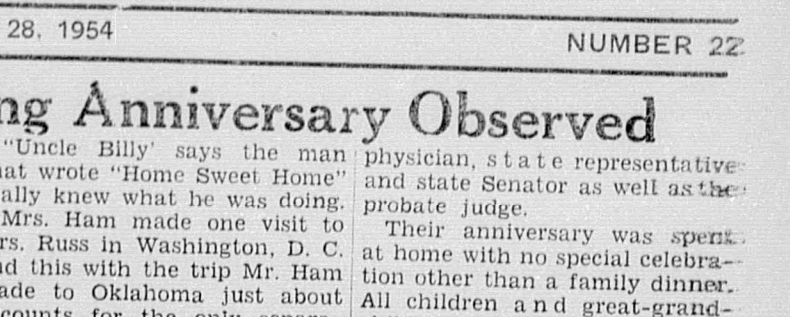 28, 1954
NUMBER 22
ng Anniversary Observed
"Uncle Billy' says the man
at wrote "Home Sweet Home"
ally knew what he was doing.
Mrs. Ham made one visit to
rs. Russ in Washington, D. C.
d this with the trip Mr. Ham
ade to Oklahoma just about
counts for the only
physician, state representative
and state Senator as well as the
probate judge.
Their anniversary was spent
at home with no special celebra-
tion other than a family dinner.
All children and great-grand-